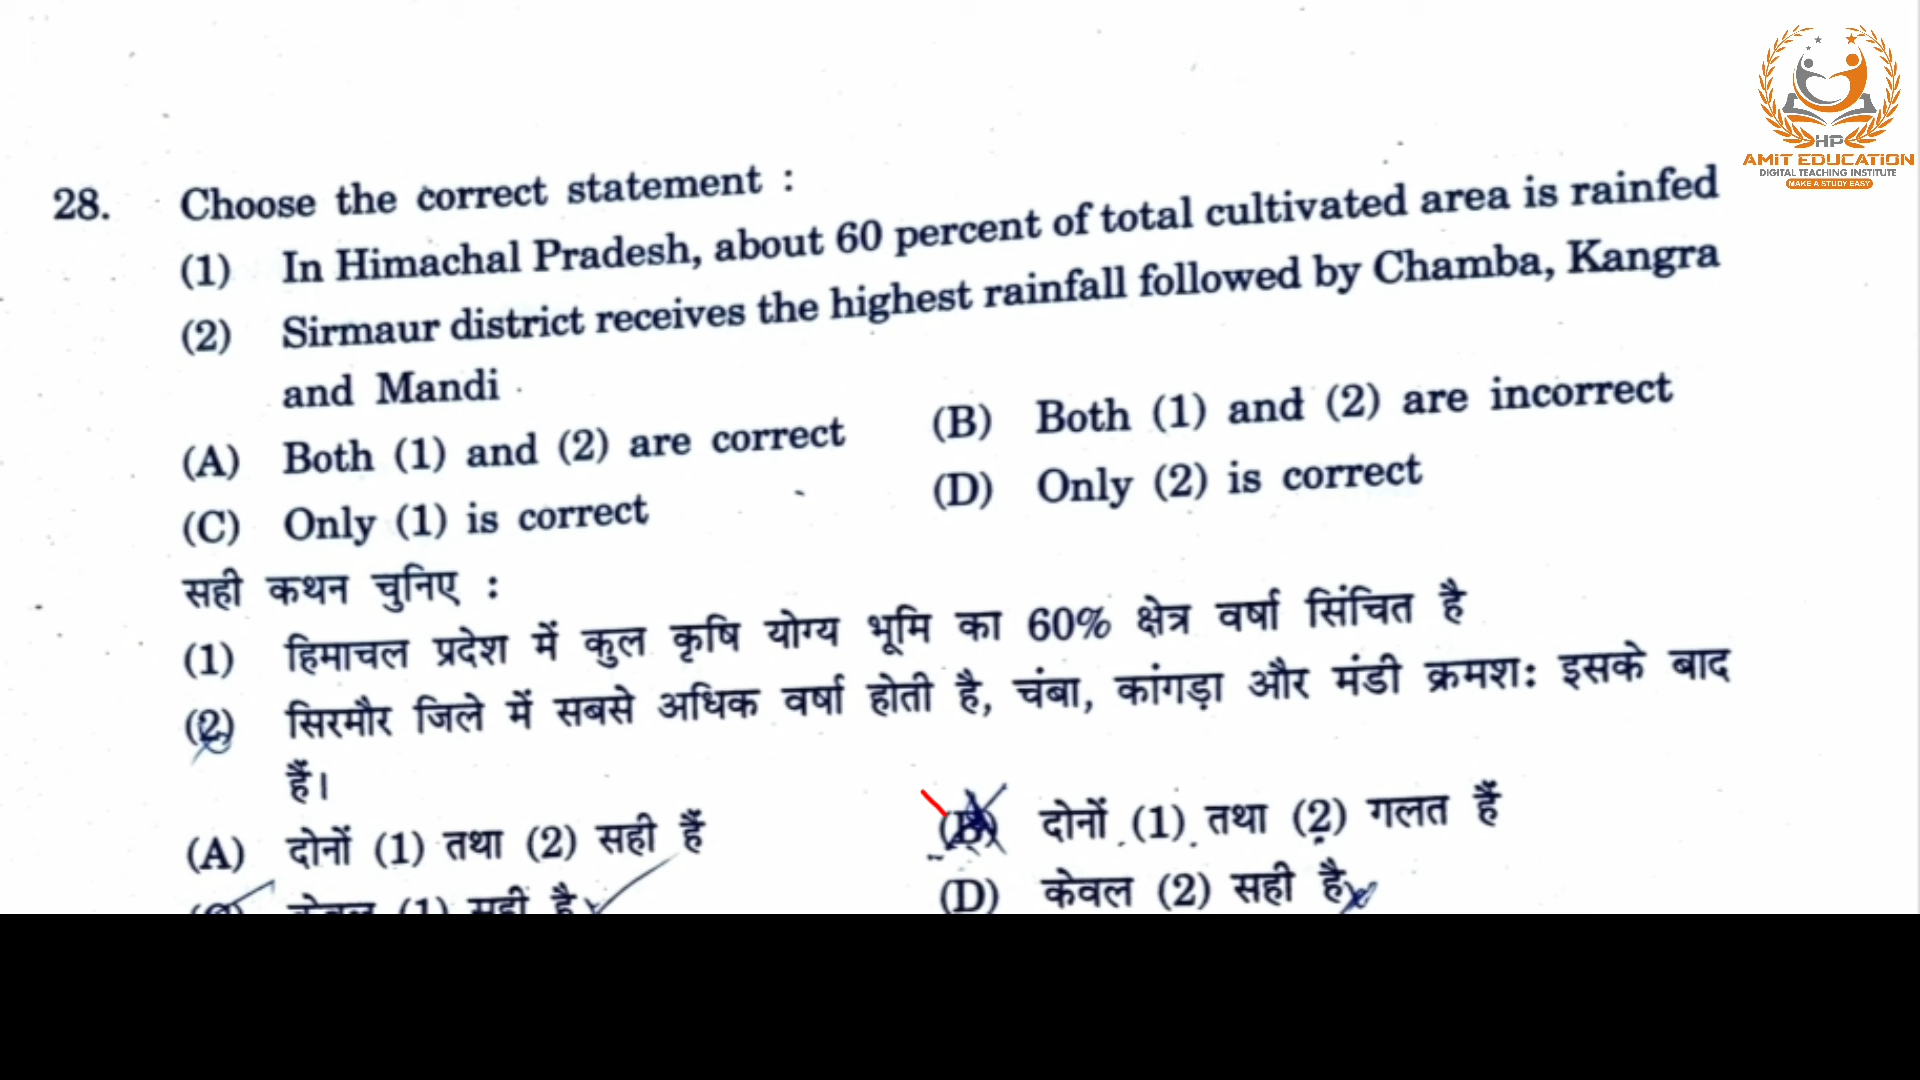 HP
AMIT EDUCATION
DIGITAL TEACHING INSTITUTE
MAKE A STUDY EASY
28. Choose the correct statement :
(1) In Himachal Pradesh, about 60 percent of total cultivated area is rainfed
(2) Sirmaur district receives the highest rainfall followed by Chamba, Kangra
and Mandi
(A) Both (1) and (2) are correct (B) Both (1) and (2) are incorrect
(C) Only (1) is correct (D) Only (2) is correct
सही कथन चुनिए :
(1) हिमाचल प्रदेश में कुल कृषि योग्य भूमि का 60% क्षेत्र वर्षा सिंचित है
(2) सिरमौर जिले में सबसे अधिक वर्षा होती है, चंबा, कांगड़ा और मंडी क्रमशः इसके बाद
हैं।
(A) दोनों (1) तथा (2) सही हैं (B) दोनों (1) तथा (2) गलत हैं
(C) केवल (1) सही है (D) केवल (2) सही है